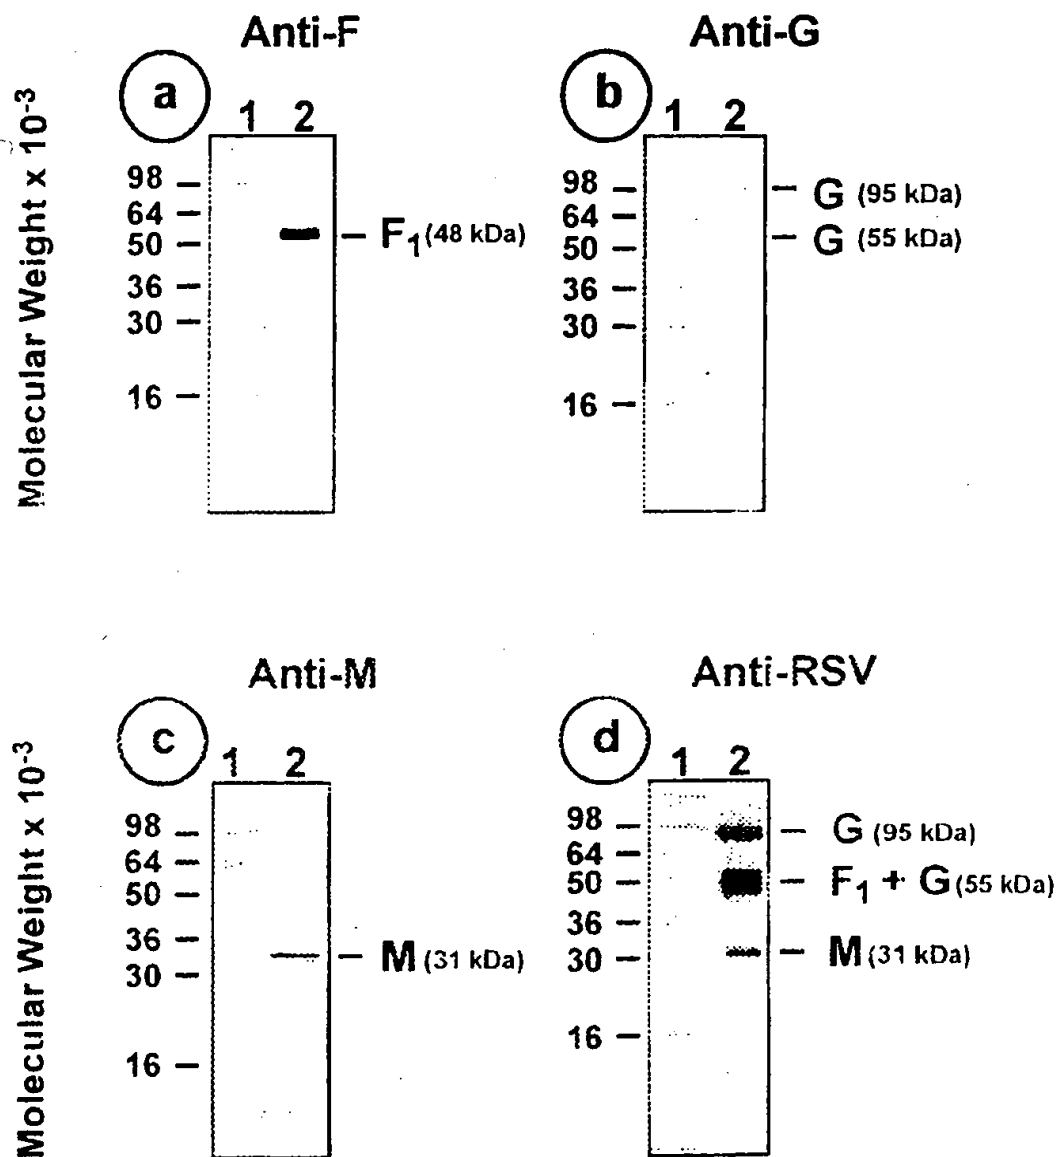 Anti-F
Molecular Weight x 10⁻³
a
1 2
98
64
50
36
30
16
F₁ (48 kDa)
Anti-G
b
1 2
98
64
50
36
30
16
G (95 kDa)
G (55 kDa)
Anti-M
Molecular Weight x 10⁻³
c
1 2
98
64
50
36
30
16
M (31 kDa)
Anti-RSV
d
1 2
98
64
50
36
30
16
G (95 kDa)
F₁ + G (55 kDa)
M (31 kDa)